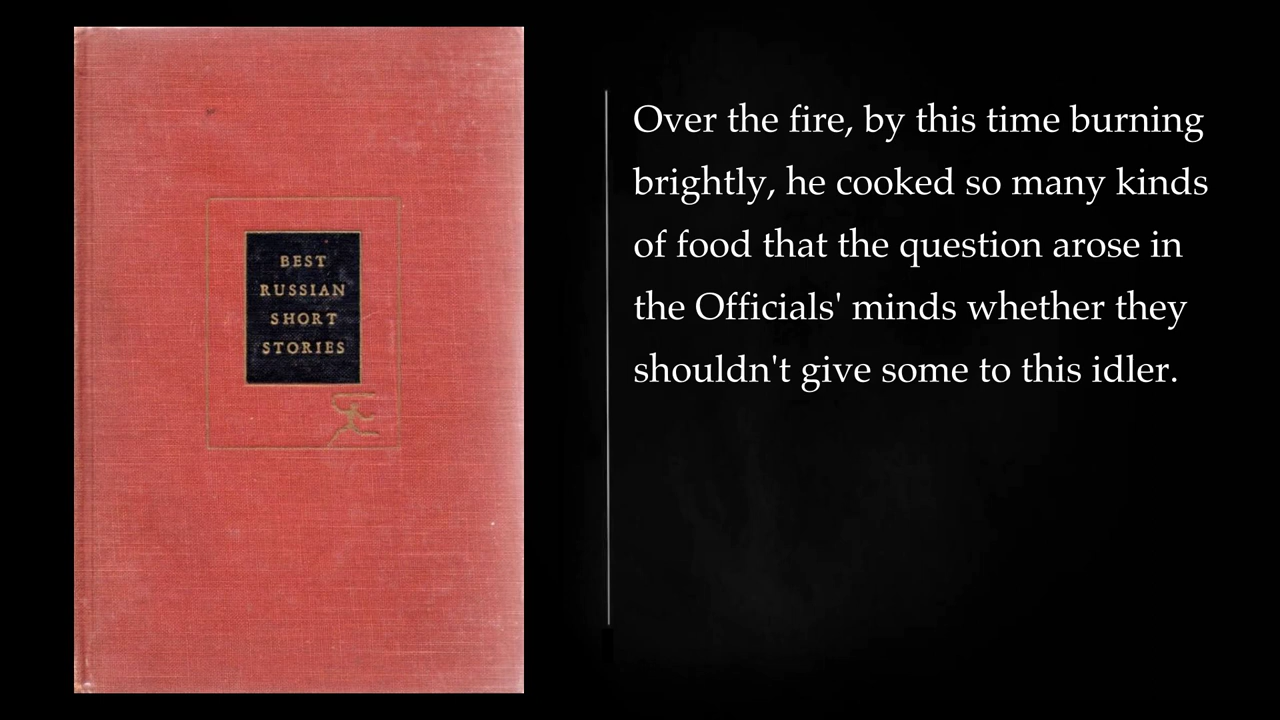 BEST
RUSSIAN
SHORT
STORIES
Over the fire, by this time burning
brightly, he cooked so many kinds
of food that the question arose in
the Officials' minds whether they
shouldn't give some to this idler.